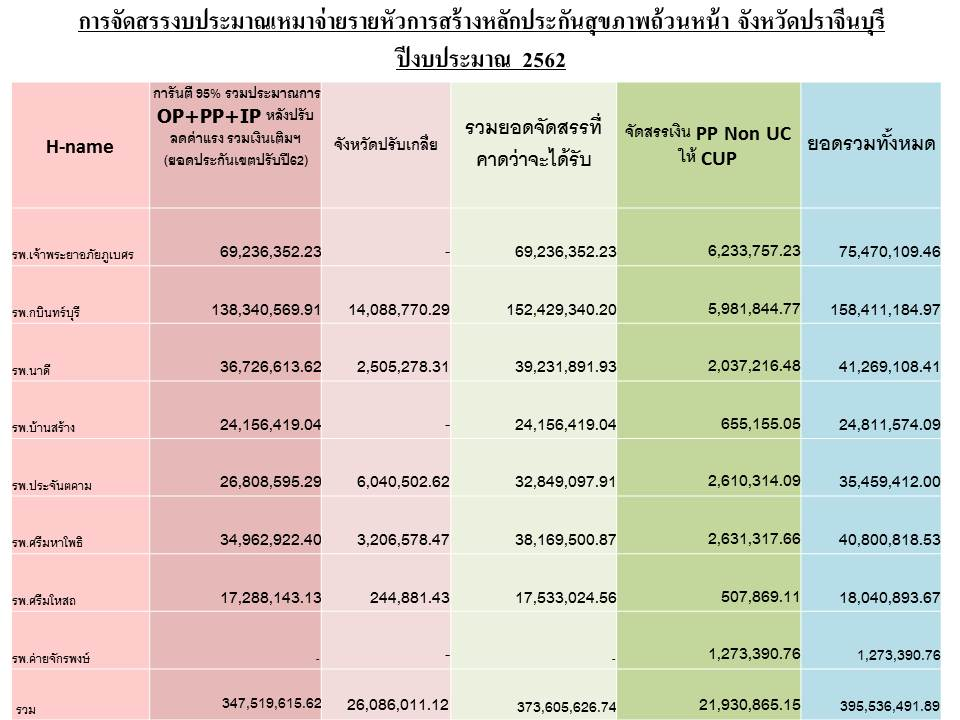 การจัดสรรงบประมาณเหมาจ่ายรายหัวการสร้างหลักประกันสุขภาพถ้วนหน้า จังหวัดปราจีนบุรี
ปีงบประมาณ 2562
H-name
การันตี 95% รวมประมาณการ
OP+PP+IP หลังปรับ
ลดค่าแรง รวมเงินเติมฯ
(ยอดประกันเขตปรับปี62)
จังหวัดปรับเกลี่ย
รวมยอดจัดสรรที่
คาดว่าจะได้รับ
จัดสรรเงิน PP Non UC
ให้ CUP
ยอดรวมทั้งหมด
รพ.เจ้าพระยาอภัยภูเบศร 69,236,352.23 - 69,236,352.23 6,233,757.23 75,470,109.46
รพ.กบินทร์บุรี 138,340,569.91 14,088,770.29 152,429,340.20 5,981,844.77 158,411,184.97
รพ.นาดี 36,726,613.62 2,505,278.31 39,231,891.93 2,037,216.48 41,269,108.41
รพ.บ้านสร้าง 24,156,419.04 - 24,156,419.04 655,155.05 24,811,574.09
รพ.ประจันตคาม 26,808,595.29 6,040,502.62 32,849,097.91 2,610,314.09 35,459,412.00
รพ.ศรีมหาโพธิ 34,962,922.40 3,206,578.47 38,169,500.87 2,631,317.66 40,800,818.53
รพ.ศรีมโหสถ 17,288,143.13 244,881.43 17,533,024.56 507,869.11 18,040,893.67
รพ.ค่ายจักรพงษ์ - - - 1,273,390.76 1,273,390.76
รวม 347,519,615.62 26,086,011.12 373,605,626.74 21,930,865.15 395,536,491.89